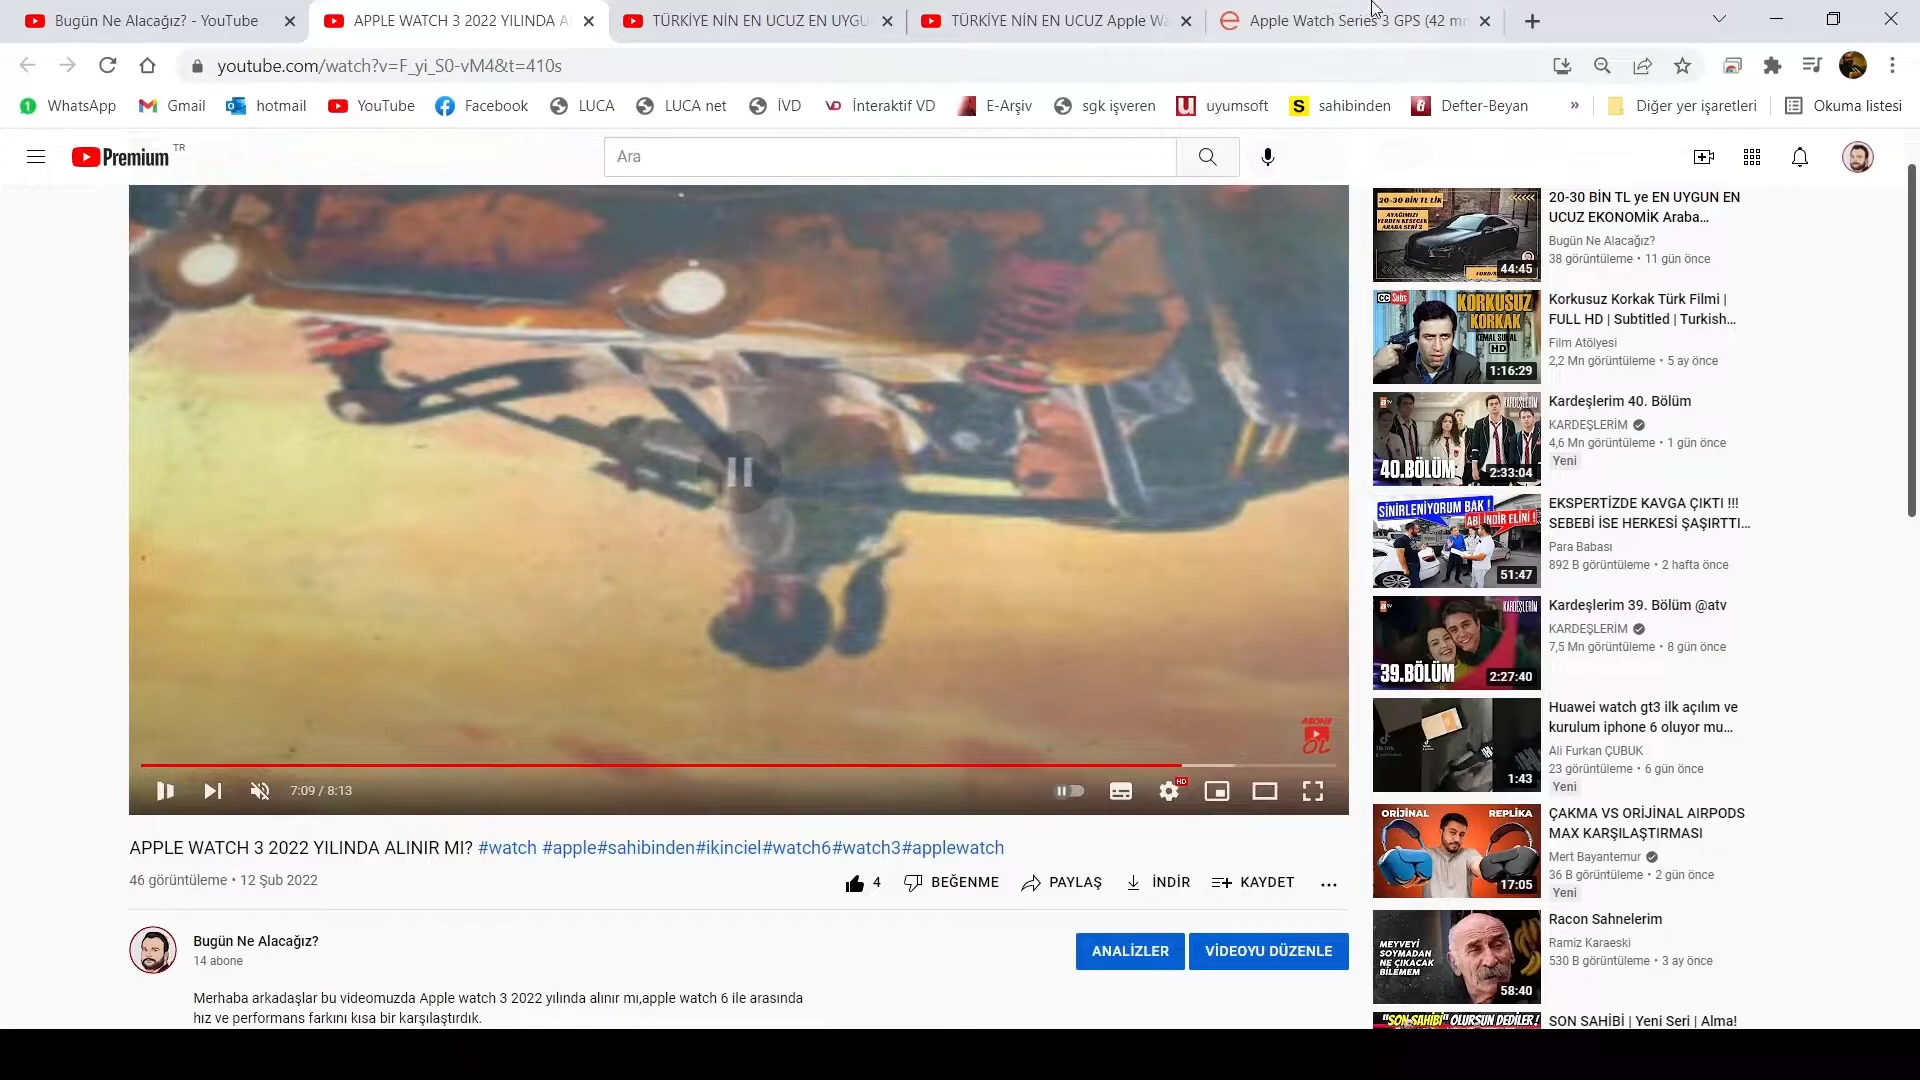 Bugün Ne Alacağız? - YouTube
APPLE WATCH 3 2022 YILINDA A
TÜRKİYE NİN EN UCUZ EN UYGU
TÜRKİYE NİN EN UCUZ Apple Wa
Apple Watch Series 3 GPS (42 mm
youtube.com/watch?v=F_yi_S0-vM4&t=410s
WhatsApp
Gmail
hotmail
YouTube
Facebook
LUCA
LUCA net
İVD
İnteraktif VD
E-Arşiv
sgk işveren
uyumsoft
sahibinden
Defter-Beyan
»
Diğer yer işaretleri
Okuma listesi
Premium TR
Ara
ABONE
OL
7:09 / 8:13
HD
APPLE WATCH 3 2022 YILINDA ALINIR MI? #watch #apple#sahibinden#ikinciel#watch6#watch3#applewatch
46 görüntüleme • 12 Şub 2022
4
BEĞENME
PAYLAŞ
İNDİR
KAYDET
Bugün Ne Alacağız?
14 abone
ANALİZLER
VİDEOYU DÜZENLE
Merhaba arkadaşlar bu videomuzda Apple watch 3 2022 yılında alınır mı,apple watch 6 ile arasında
hız ve performans farkını kısa bir karşılaştırdık.
20-30 BİN TL LİK
AYAĞIMIZI
YERDEN KESECEK
ARABA SERİ 2
44:45
20-30 BİN TL ye EN UYGUN EN
UCUZ EKONOMİK Araba...
Bugün Ne Alacağız?
38 görüntüleme • 11 gün önce
CC Subs
KORKUSUZ
KORKAK
KEMAL SUNAL
HD
1:16:29
Korkusuz Korkak Türk Filmi |
FULL HD | Subtitled | Turkish...
Film Atölyesi
2,2 Mn görüntüleme • 5 ay önce
atv
KARDEŞLERİM
40.BÖLÜM
2:33:04
Kardeşlerim 40. Bölüm
KARDEŞLERİM
4,6 Mn görüntüleme • 1 gün önce
Yeni
SİNİRLENİYORUM BAK !
ABİ İNDİR ELİNİ !
51:47
EKSPERTİZDE KAVGA ÇIKTI !!!
SEBEBİ İSE HERKESİ ŞAŞIRTTI...
Para Babası
892 B görüntüleme • 2 hafta önce
atv
KARDEŞLERİM
39.BÖLÜM
2:27:40
Kardeşlerim 39. Bölüm @atv
KARDEŞLERİM
7,5 Mn görüntüleme • 8 gün önce
1:43
Huawei watch gt3 ilk açılım ve
kurulum iphone 6 oluyor mu...
Ali Furkan ÇUBUK
23 görüntüleme • 6 gün önce
Yeni
ORİJİNAL
REPLİKA
17:05
ÇAKMA VS ORİJİNAL AIRPODS
MAX KARŞILAŞTIRMASI
Mert Bayantemur
36 B görüntüleme • 2 gün önce
Yeni
MEYVEYİ
SOYMADAN
NE ÇIKACAK
BİLEMEM
58:40
Racon Sahnelerim
Ramiz Karaeski
530 B görüntüleme • 3 ay önce
"SON SAHİBİ" OLURSUN DEDİLER!
SON SAHİBİ | Yeni Seri | Alma!